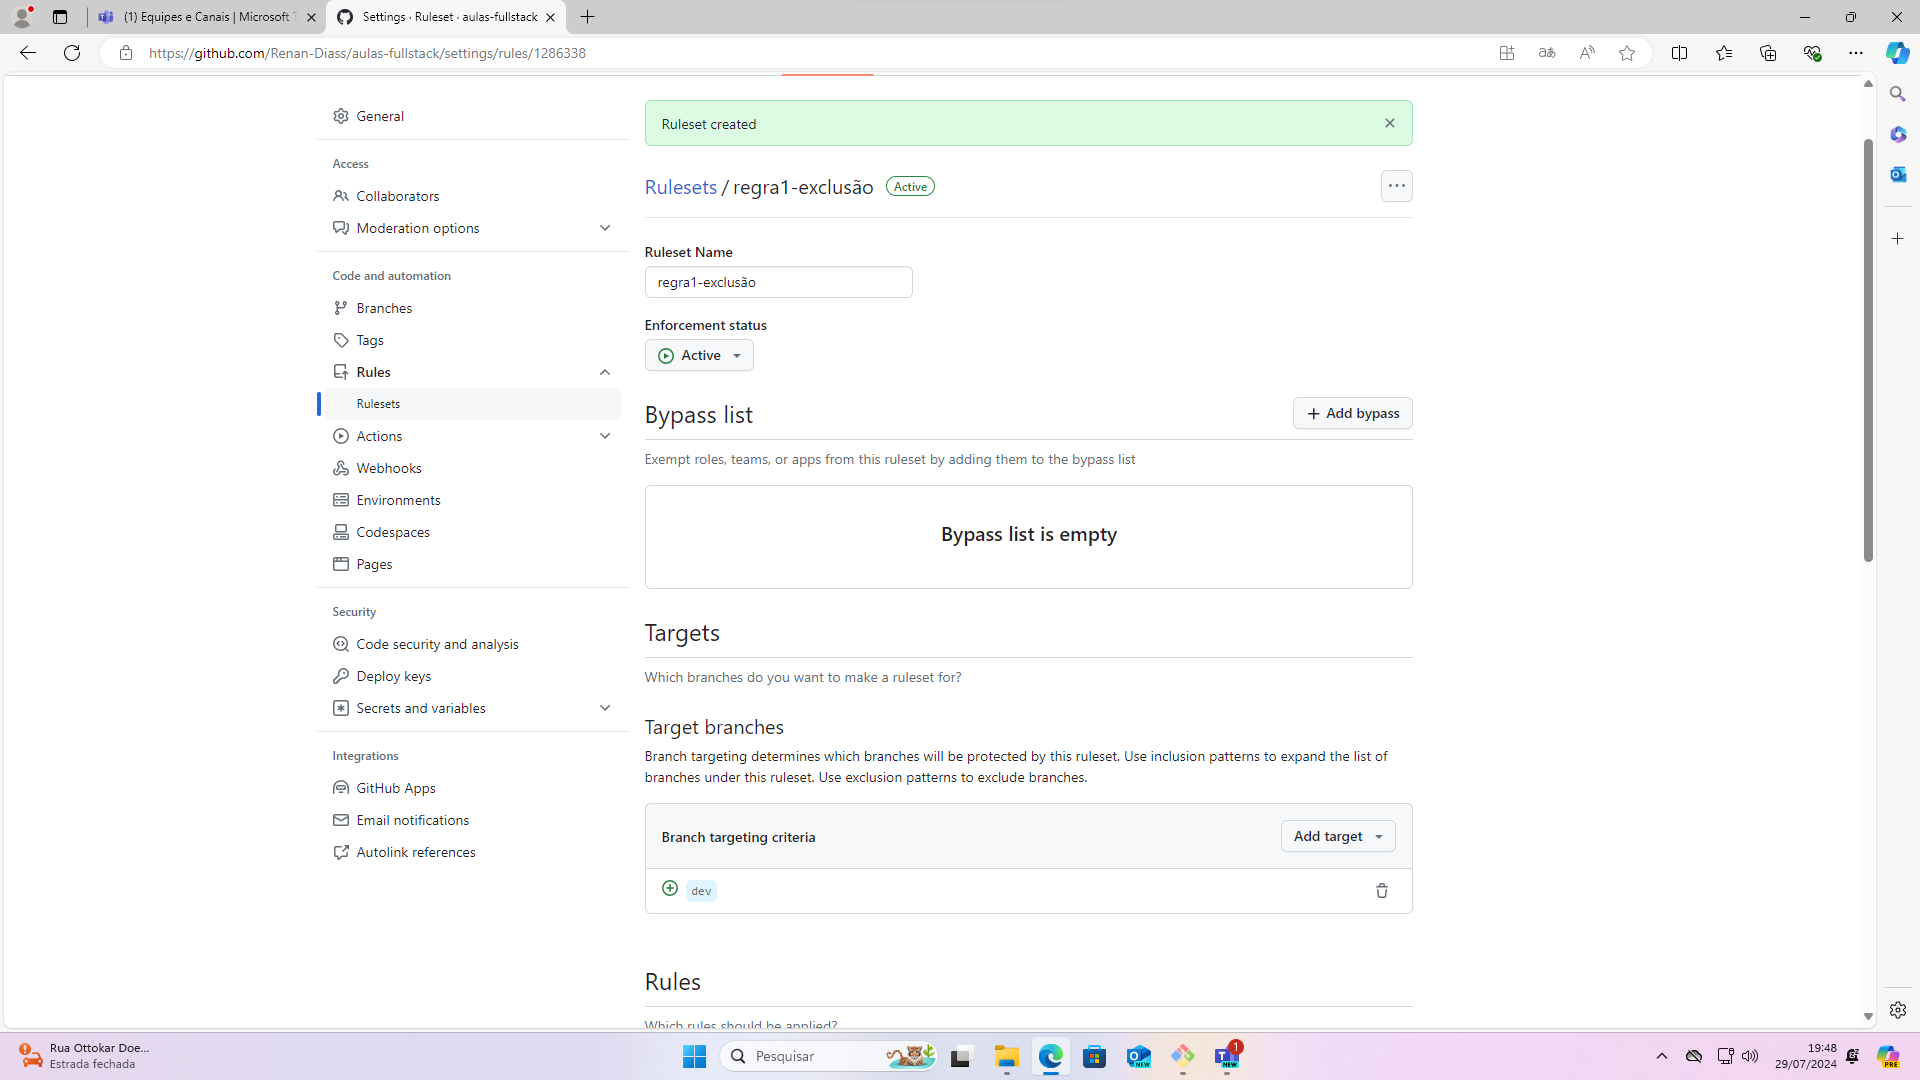 (1) Equipes e Canais | Microsoft T
Settings · Ruleset · aulas-fullstack
https://github.com/Renan-Diass/aulas-fullstack/settings/rules/1286338
General
Access
Collaborators
Moderation options
Code and automation
Branches
Tags
Rules
Rulesets
Actions
Webhooks
Environments
Codespaces
Pages
Security
Code security and analysis
Deploy keys
Secrets and variables
Integrations
GitHub Apps
Email notifications
Autolink references
Ruleset created
Rulesets / regra1-exclusão Active
Ruleset Name
regra1-exclusão
Enforcement status
Active
Bypass list
Add bypass
Exempt roles, teams, or apps from this ruleset by adding them to the bypass list
Bypass list is empty
Targets
Which branches do you want to make a ruleset for?
Target branches
Branch targeting determines which branches will be protected by this ruleset. Use inclusion patterns to expand the list of
branches under this ruleset. Use exclusion patterns to exclude branches.
Branch targeting criteria
Add target
dev
Rules
Which rules should be applied?
Rua Ottokar Doe...
Estrada fechada
Pesquisar
NEW
NEW
1
19:48
29/07/2024
PRE